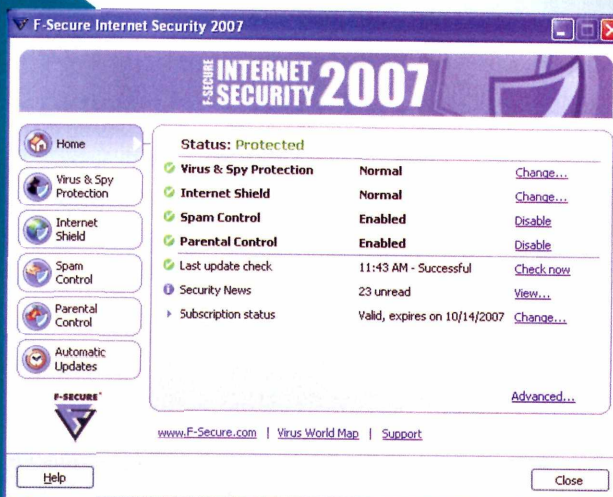 F-Secure Internet Security 2007
F-SECURE INTERNET SECURITY 2007
Home
Virus & Spy
Protection
Internet
Shield
Spam
Control
Parental
Control
Automatic
Updates
F-SECURE
Status: Protected
Virus & Spy Protection Normal Change...
Internet Shield Normal Change...
Spam Control Enabled Disable
Parental Control Enabled Disable
Last update check 11:43 AM - Successful Check now
Security News 23 unread View...
Subscription status Valid, expires on 10/14/2007 Change...
Advanced...
www.F-Secure.com | Virus World Map | Support
Help Close